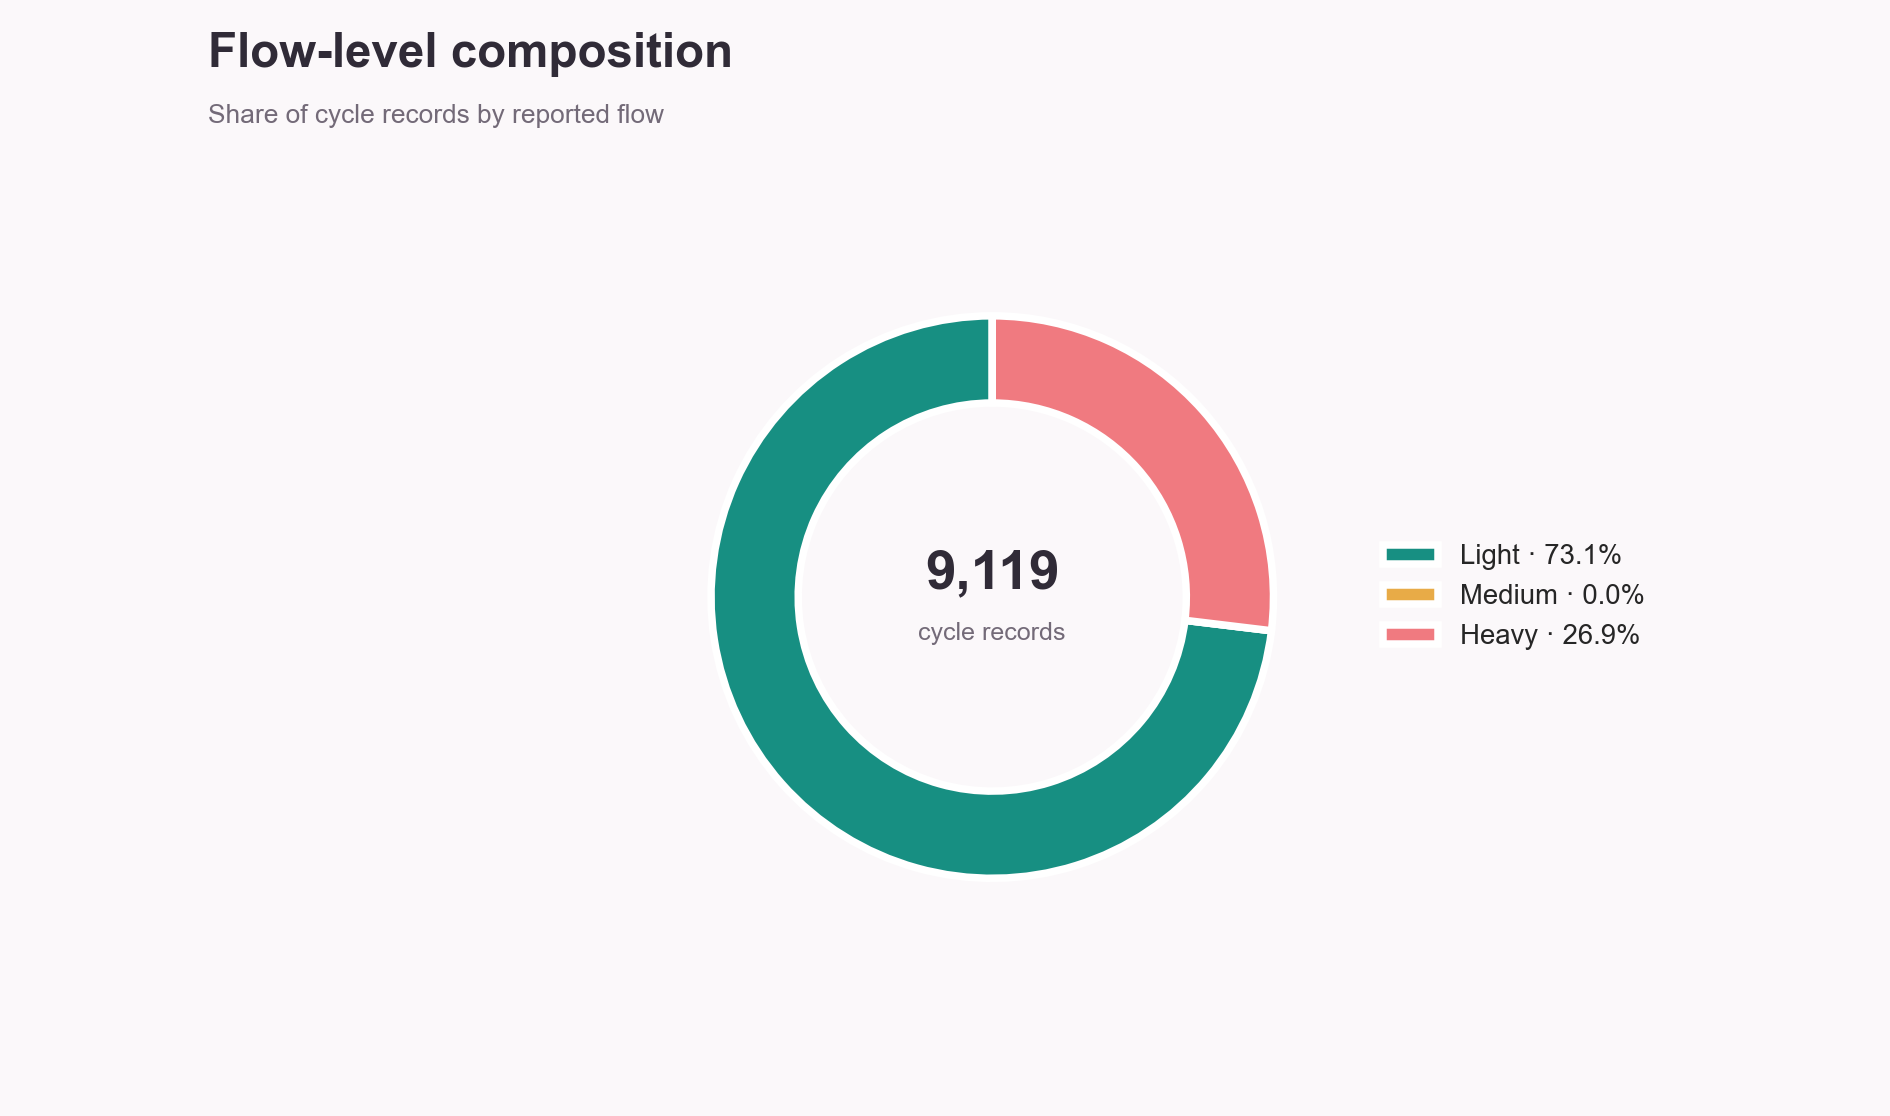 Flow-level composition
Share of cycle records by reported flow
9,119
cycle records
Light · 73.1%
Medium · 0.0%
Heavy · 26.9%